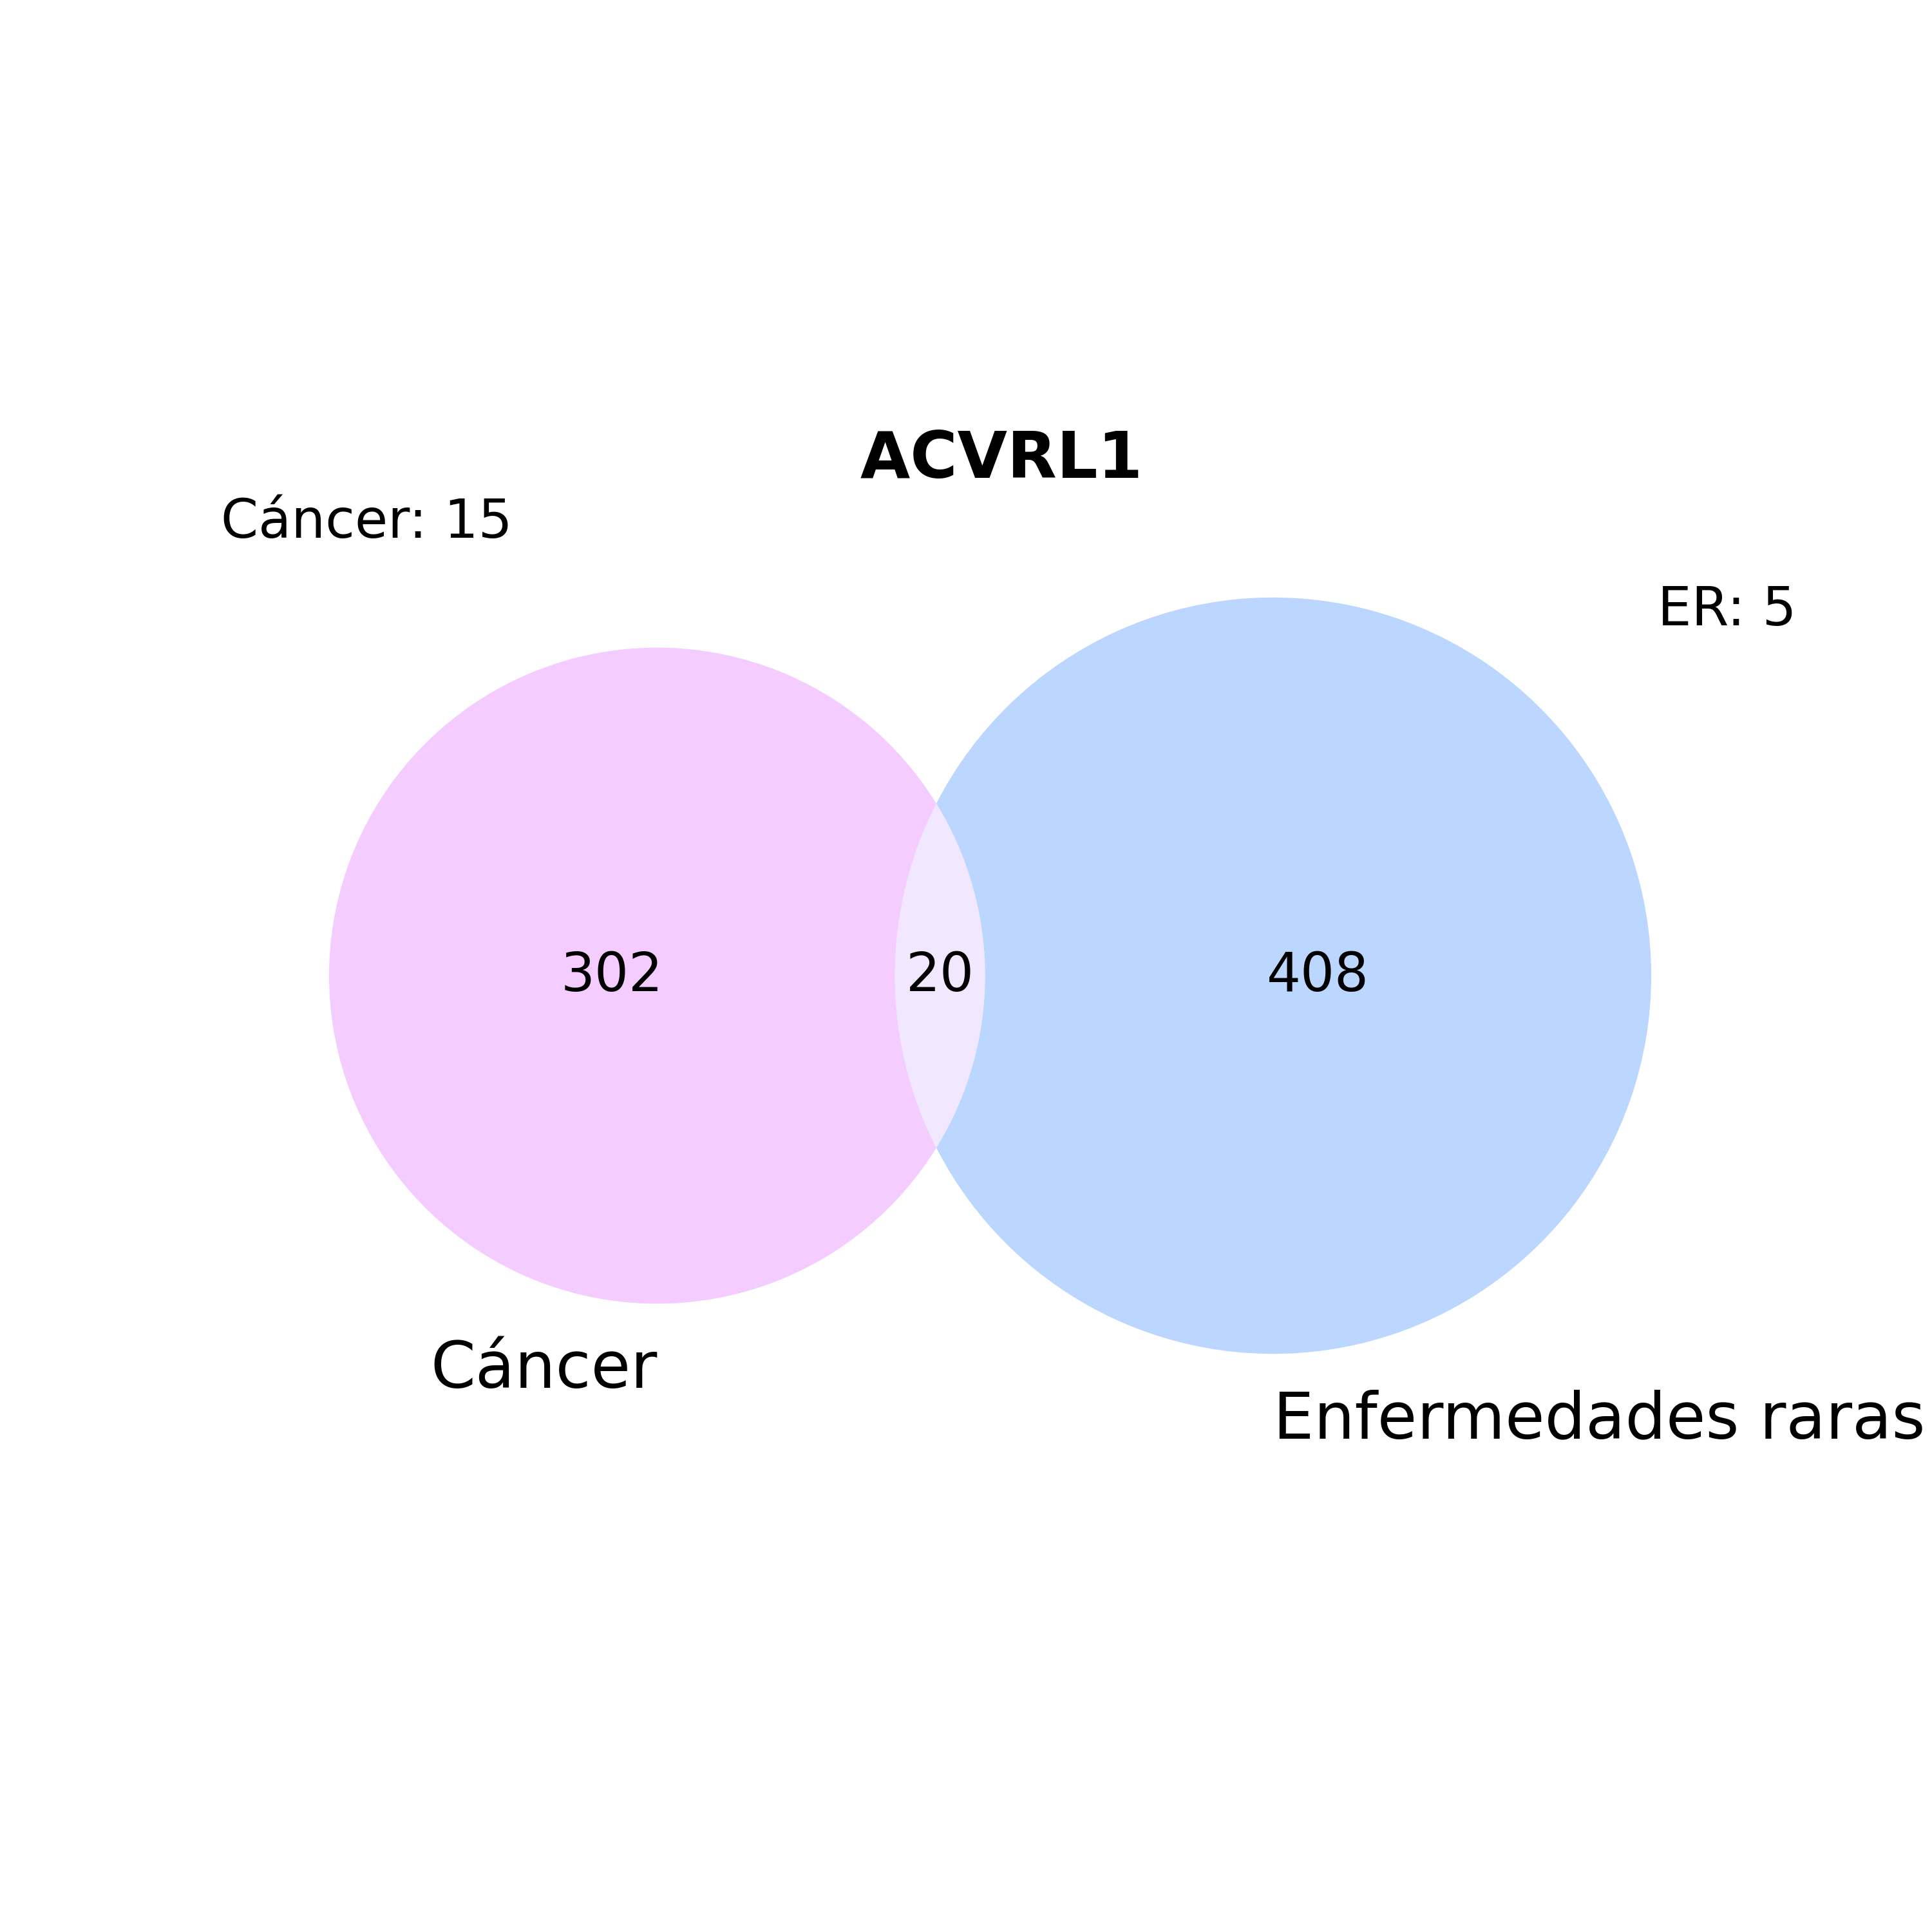 ACVRL1
Cáncer: 15
ER: 5
302
20
408
Cáncer
Enfermedades raras